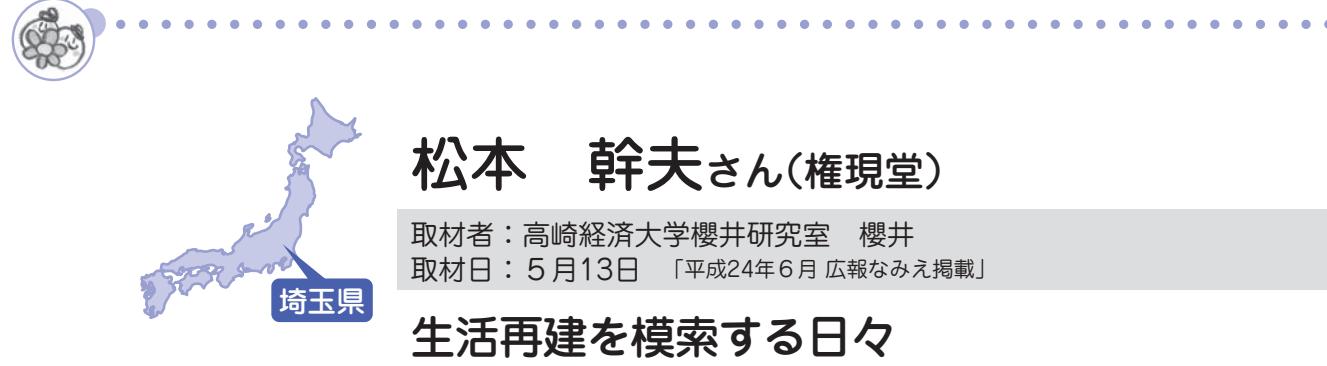 松本　幹夫さん（権現堂）
取材者：高崎経済大学櫻井研究室　櫻井
取材日：５月13日　「平成24年６月 広報なみえ掲載」
埼玉県
生活再建を模索する日々